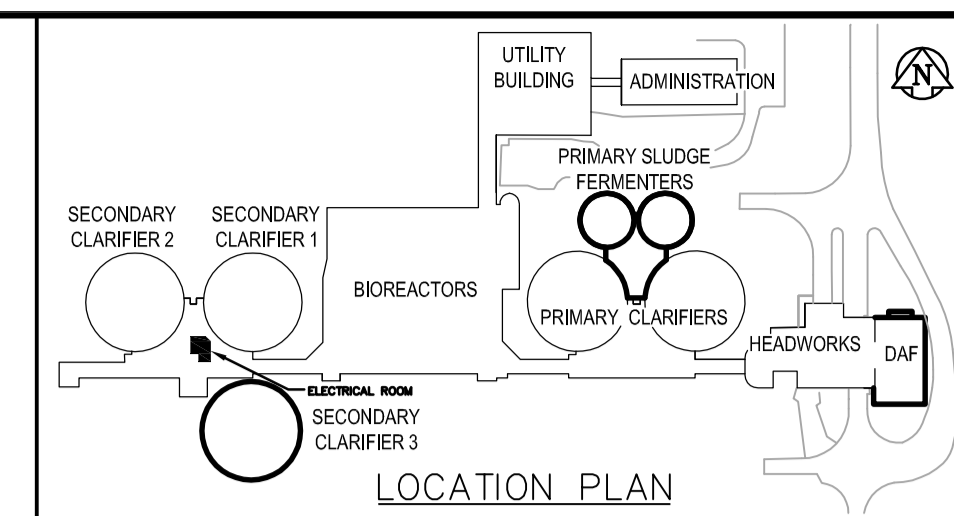 UTILITY
BUILDING
ADMINISTRATION
N
PRIMARY SLUDGE
FERMENTERS
SECONDARY
CLARIFIER 2
SECONDARY
CLARIFIER 1
BIOREACTORS
PRIMARY CLARIFIERS
HEADWORKS
DAF
ELECTRICAL ROOM
SECONDARY
CLARIFIER 3
LOCATION PLAN